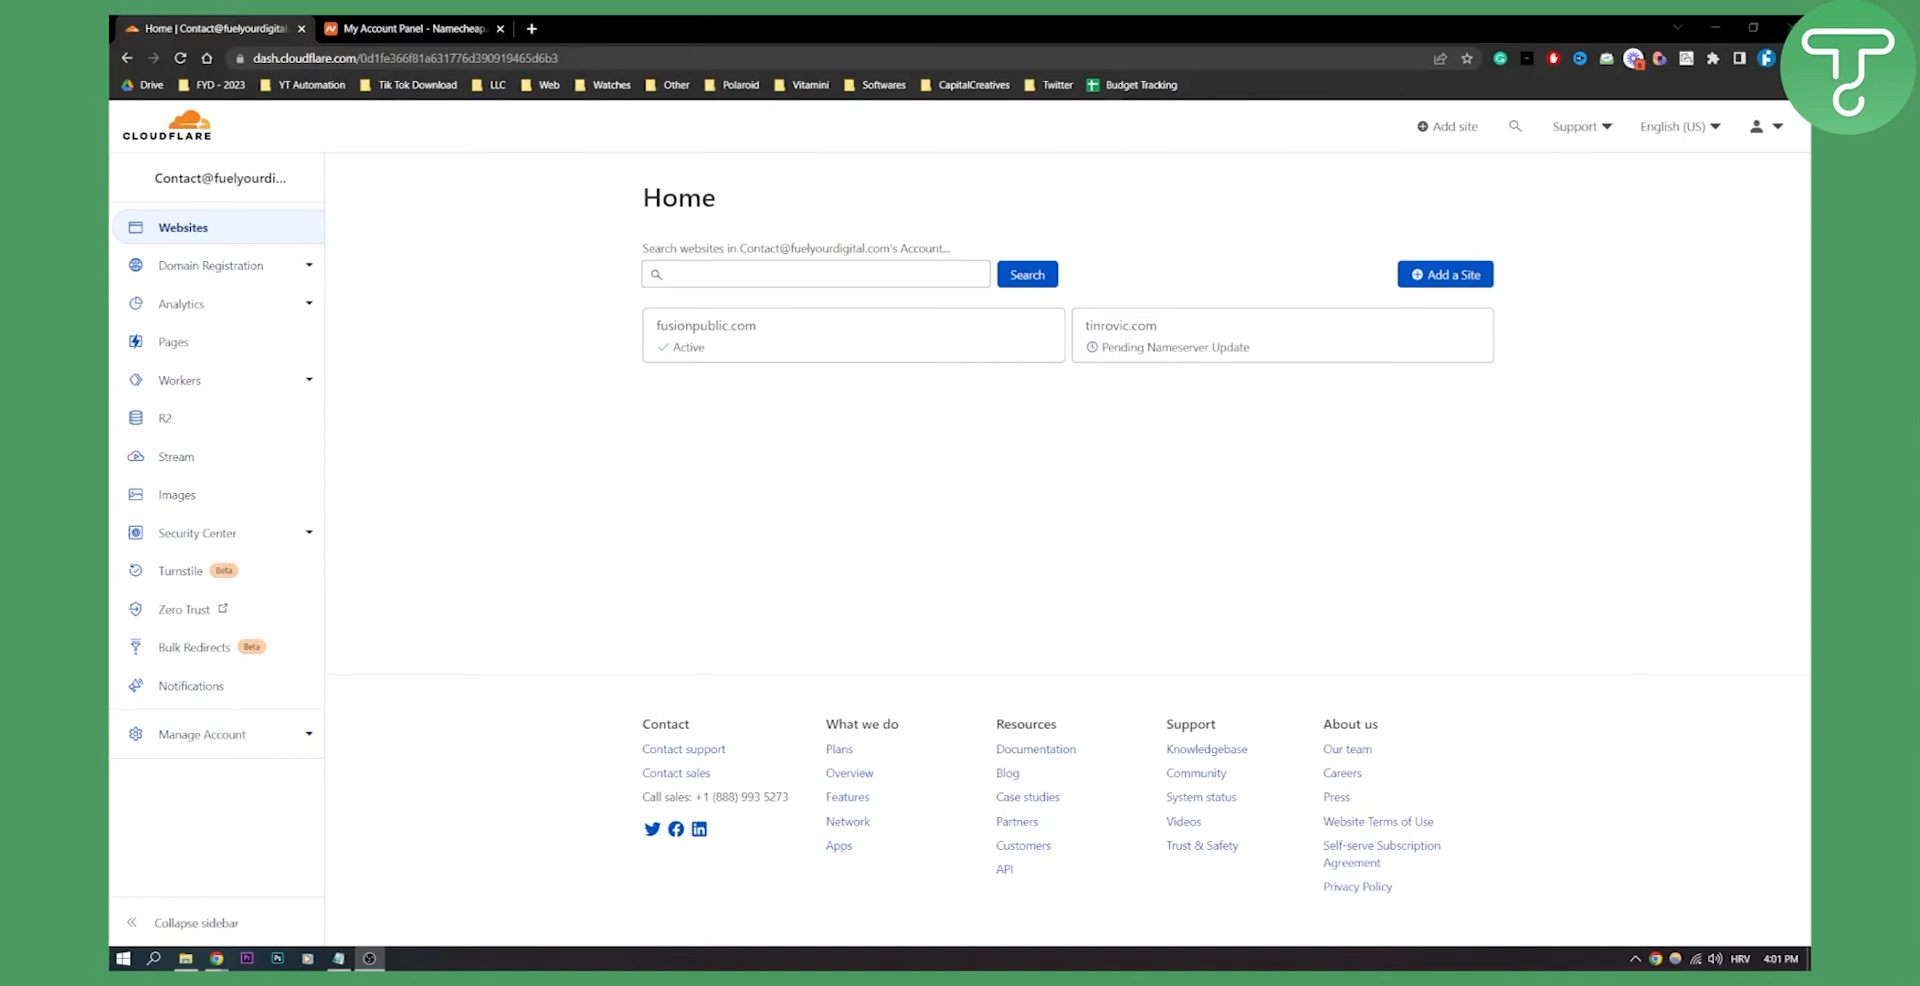 Home | Contact@fuelyourdigital.
My Account Panel - Namecheap.
dash.cloudflare.com/0d1fe366f81a631776d390919465d6b3
Drive
FYD - 2023
YT Automation
Tik Tok Download
LLC
Web
Watches
Other
Polaroid
Vitamini
Softwares
CapitalCreatives
Twitter
Budget Tracking
CLOUDFLARE
Add site
Support
English (US)
Contact@fuelyourdi...
Websites
Domain Registration
Analytics
Pages
Workers
R2
Stream
Images
Security Center
Turnstile Beta
Zero Trust
Bulk Redirects Beta
Notifications
Manage Account
Collapse sidebar
Home
Search websites in Contact@fuelyourdigital.com's Account...
Search
Add a Site
fusionpublic.com
Active
tinrovic.com
Pending Nameserver Update
Contact
Contact support
Contact sales
Call sales: +1 (888) 993 5273
What we do
Plans
Overview
Features
Network
Apps
Resources
Documentation
Blog
Case studies
Partners
Customers
API
Support
Knowledgebase
Community
System status
Videos
Trust & Safety
About us
Our team
Careers
Press
Website Terms of Use
Self-serve Subscription
Agreement
Privacy Policy
Pr
Ps
HRV
4:01 PM